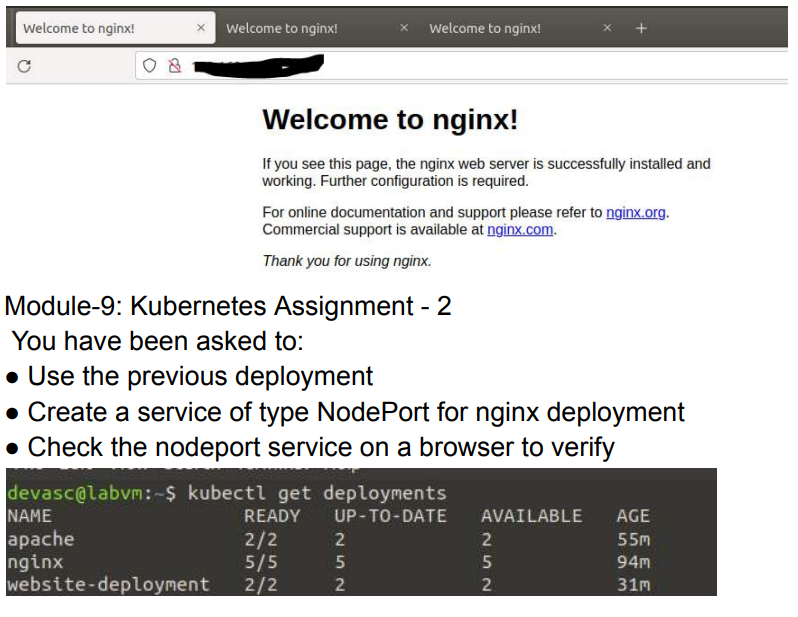 Welcome to nginx! × Welcome to nginx! × Welcome to nginx! × +
Welcome to nginx!
If you see this page, the nginx web server is successfully installed and
working. Further configuration is required.
For online documentation and support please refer to nginx.org.
Commercial support is available at nginx.com.
Thank you for using nginx.
Module-9: Kubernetes Assignment - 2
You have been asked to:
● Use the previous deployment
● Create a service of type NodePort for nginx deployment
● Check the nodeport service on a browser to verify
devasc@labvm:~$ kubectl get deployments
NAME READY UP-TO-DATE AVAILABLE AGE
apache 2/2 2 2 55m
nginx 5/5 5 5 94m
website-deployment 2/2 2 2 31m